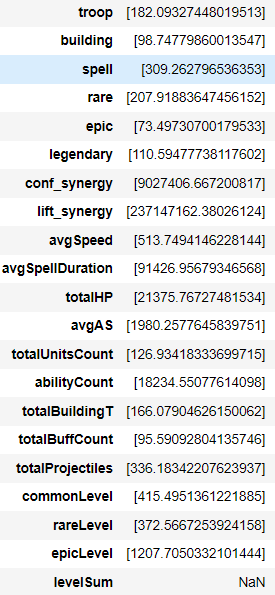 troop [182.09327448019513]
building [98.74779860013547]
spell [309.262796536353]
rare [207.91883647456152]
epic [73.49730700179533]
legendary [110.59477738117602]
conf_synergy [9027406.667200817]
lift_synergy [237147162.38026124]
avgSpeed [513.7494146228144]
avgSpellDuration [91426.95679346568]
totalHP [21375.76727481534]
avgAS [1980.2577645839751]
totalUnitsCount [126.93418333699715]
abilityCount [18234.55077614098]
totalBuildingT [166.07904626150062]
totalBuffCount [95.59092804135746]
totalProjectiles [336.18342207623937]
commonLevel [415.4951361221885]
rareLevel [372.5667253924158]
epicLevel [1207.7050332101444]
levelSum NaN